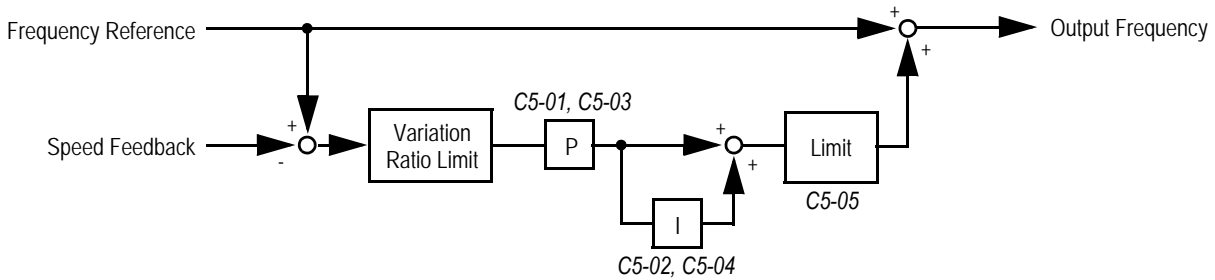 Frequency Reference
+
+
Output Frequency
C5-01, C5-03
+
Speed Feedback
-
Variation
Ratio Limit
P
+
+
Limit
C5-05
I
C5-02, C5-04